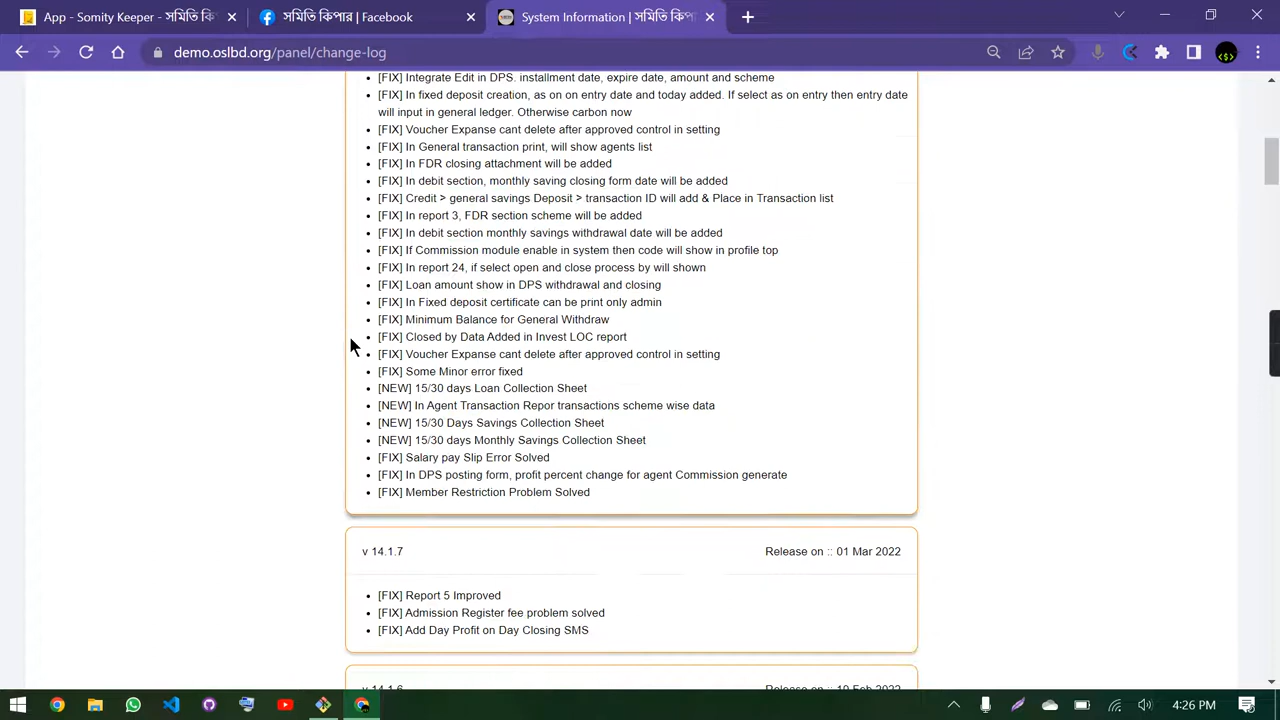 App - Somity Keeper - সমিতি কি
সমিতি কিপার | Facebook
System Information | সমিতি কিপ
demo.oslbd.org/panel/change-log
[FIX] Integrate Edit in DPS. installment date, expire date, amount and scheme
[FIX] In fixed deposit creation, as on on entry date and today added. If select as on entry then entry date
will input in general ledger. Otherwise carbon now
[FIX] Voucher Expanse cant delete after approved control in setting
[FIX] In General transaction print, will show agents list
[FIX] In FDR closing attachment will be added
[FIX] In debit section, monthly saving closing form date will be added
[FIX] Credit > general savings Deposit > transaction ID will add & Place in Transaction list
[FIX] In report 3, FDR section scheme will be added
[FIX] In debit section monthly savings withdrawal date will be added
[FIX] If Commission module enable in system then code will show in profile top
[FIX] In report 24, if select open and close process by will shown
[FIX] Loan amount show in DPS withdrawal and closing
[FIX] In Fixed deposit certificate can be print only admin
[FIX] Minimum Balance for General Withdraw
[FIX] Closed by Data Added in Invest LOC report
[FIX] Voucher Expanse cant delete after approved control in setting
[FIX] Some Minor error fixed
[NEW] 15/30 days Loan Collection Sheet
[NEW] In Agent Transaction Repor transactions scheme wise data
[NEW] 15/30 Days Savings Collection Sheet
[NEW] 15/30 days Monthly Savings Collection Sheet
[FIX] Salary pay Slip Error Solved
[FIX] In DPS posting form, profit percent change for agent Commission generate
[FIX] Member Restriction Problem Solved
v 14.1.7 Release on :: 01 Mar 2022
[FIX] Report 5 Improved
[FIX] Admission Register fee problem solved
[FIX] Add Day Profit on Day Closing SMS
v 14.1.6 Release on :: 19 Feb 2022
4:26 PM